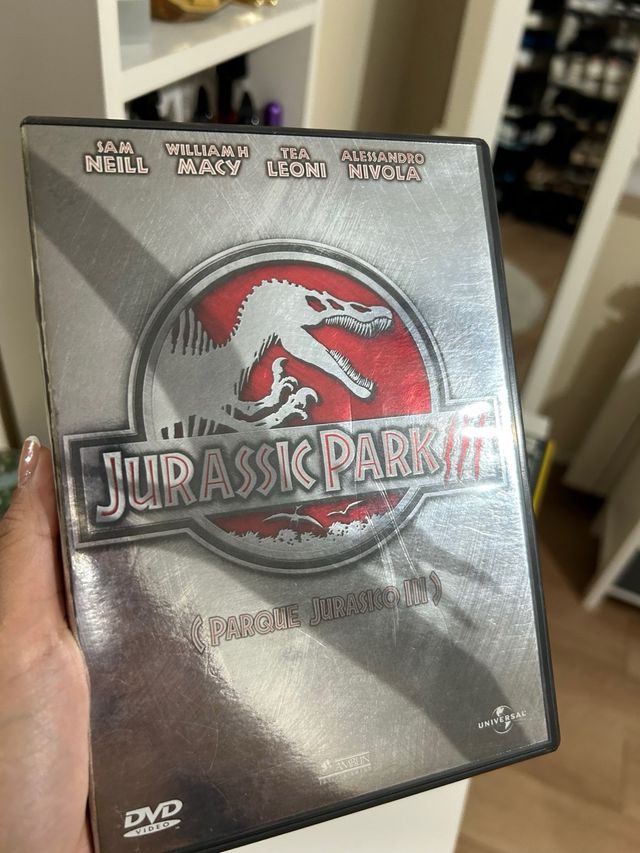 SAM NEILL
WILLIAM H MACY
TEA LEONI
ALESSANDRO NIVOLA
JURASSIC PARK III
(PARQUE JURASICO III)
UNIVERSAL
DVD
VIDEO